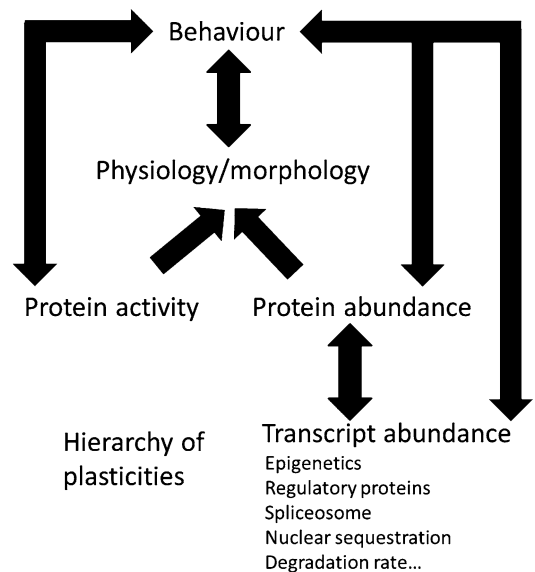 Behaviour
Physiology/morphology
Protein activity
Protein abundance
Hierarchy of
plasticities
Transcript abundance
Epigenetics
Regulatory proteins
Spliceosome
Nuclear sequestration
Degradation rate...